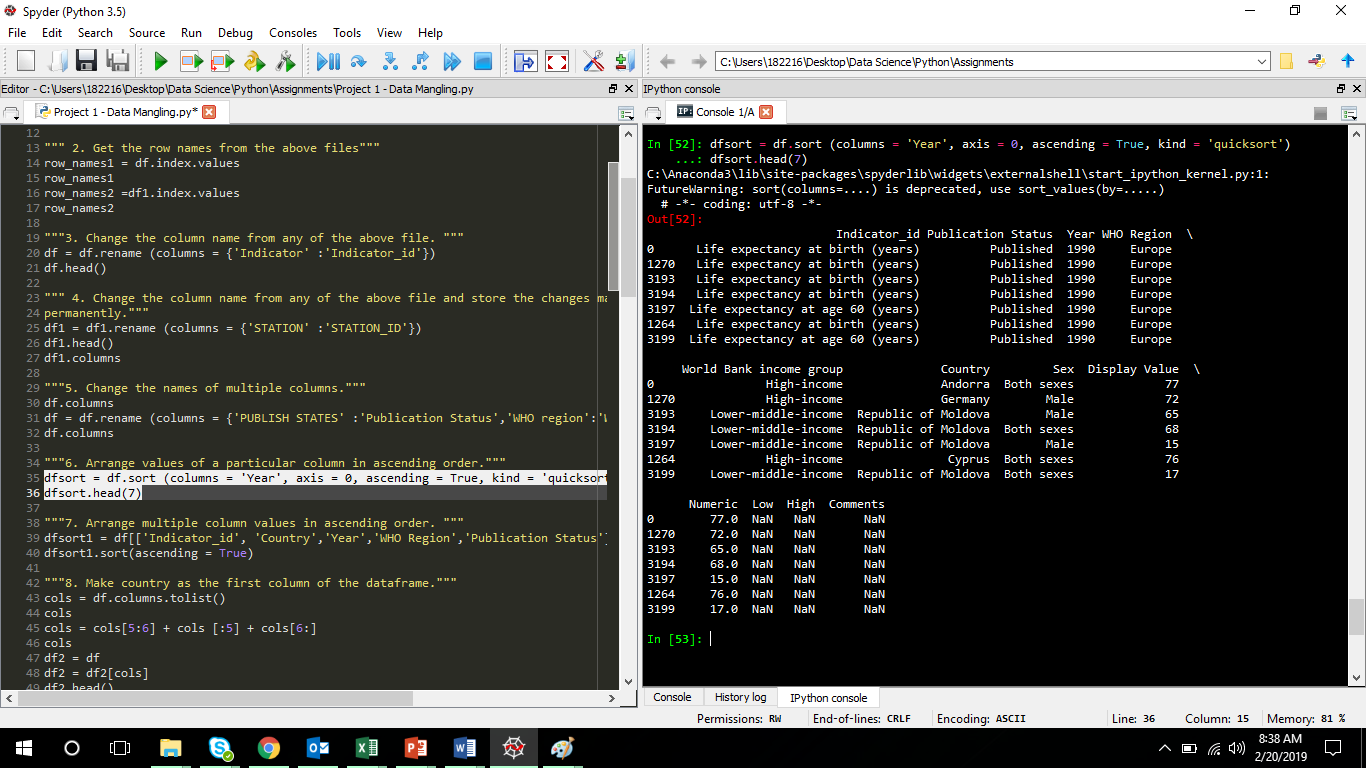 Spyder (Python 3.5)
File Edit Search Source Run Debug Consoles Tools View Help
C:\Users\182216\Desktop\Data Science\Python\Assignments
Editor - C:\Users\182216\Desktop\Data Science\Python\Assignments\Project 1 - Data Mangling.py
Project 1 - Data Mangling.py*
12
13 """ 2. Get the row names from the above files"""
14 row_names1 = df.index.values
15 row_names1
16 row_names2 =df1.index.values
17 row_names2
18
19 """3. Change the column name from any of the above file. """
20 df = df.rename (columns = {'Indicator' :'Indicator_id'})
21 df.head()
22
23 """ 4. Change the column name from any of the above file and store the changes ma
24 permanently."""
25 df1 = df1.rename (columns = {'STATION' :'STATION_ID'})
26 df1.head()
27 df1.columns
28
29 """5. Change the names of multiple columns."""
30 df.columns
31 df = df.rename (columns = {'PUBLISH STATES' :'Publication Status','WHO region':'W
32 df.columns
33
34 """6. Arrange values of a particular column in ascending order."""
35 dfsort = df.sort (columns = 'Year', axis = 0, ascending = True, kind = 'quicksort
36 dfsort.head(7)
37
38 """7. Arrange multiple column values in ascending order. """
39 dfsort1 = df[['Indicator_id', 'Country','Year','WHO Region','Publication Status']
40 dfsort1.sort(ascending = True)
41
42 """8. Make country as the first column of the dataframe."""
43 cols = df.columns.tolist()
44 cols
45 cols = cols[5:6] + cols [:5] + cols[6:]
46 cols
47 df2 = df
48 df2 = df2[cols]
49 df2.head()
IPython console
IP: Console 1/A
In [52]: dfsort = df.sort (columns = 'Year', axis = 0, ascending = True, kind = 'quicksort')
...: dfsort.head(7)
C:\Anaconda3\lib\site-packages\spyderlib\widgets\externalshell\start_ipython_kernel.py:1:
FutureWarning: sort(columns=....) is deprecated, use sort_values(by=.....)
# -*- coding: utf-8 -*-
Out[52]:
Indicator_id Publication Status Year WHO Region \
0 Life expectancy at birth (years) Published 1990 Europe
1270 Life expectancy at birth (years) Published 1990 Europe
3193 Life expectancy at birth (years) Published 1990 Europe
3194 Life expectancy at birth (years) Published 1990 Europe
3197 Life expectancy at age 60 (years) Published 1990 Europe
1264 Life expectancy at birth (years) Published 1990 Europe
3199 Life expectancy at age 60 (years) Published 1990 Europe
World Bank income group Country Sex Display Value \
0 High-income Andorra Both sexes 77
1270 High-income Germany Male 72
3193 Lower-middle-income Republic of Moldova Male 65
3194 Lower-middle-income Republic of Moldova Both sexes 68
3197 Lower-middle-income Republic of Moldova Male 15
1264 High-income Cyprus Both sexes 76
3199 Lower-middle-income Republic of Moldova Both sexes 17
Numeric Low High Comments
0 77.0 NaN NaN NaN
1270 72.0 NaN NaN NaN
3193 65.0 NaN NaN NaN
3194 68.0 NaN NaN NaN
3197 15.0 NaN NaN NaN
1264 76.0 NaN NaN NaN
3199 17.0 NaN NaN NaN
In [53]:
Console History log IPython console
Permissions: RW End-of-lines: CRLF Encoding: ASCII Line: 36 Column: 15 Memory: 81 %
8:38 AM
2/20/2019